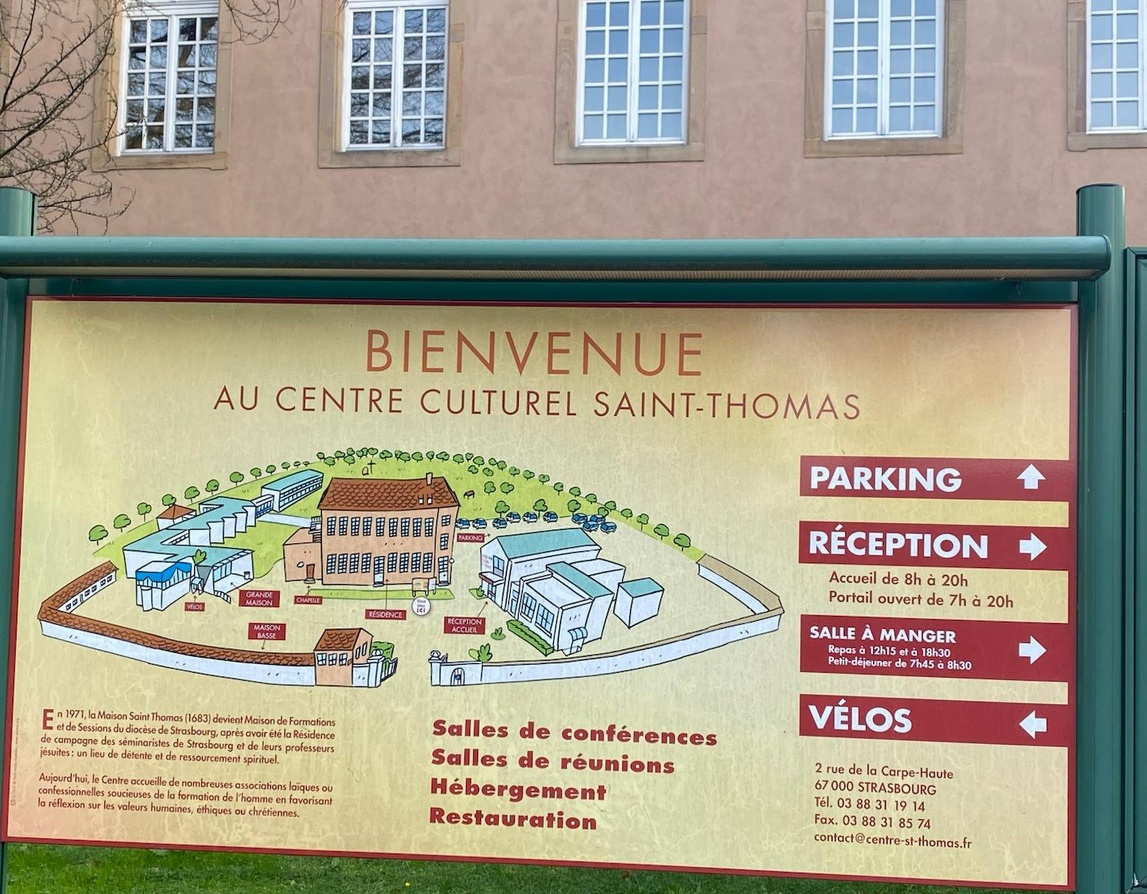 BIENVENUE
AU CENTRE CULTUREL SAINT-THOMAS
PARKING
GRANDE
MAISON
VÉLOS
CHAPELLE
RÉSIDENCE
Vous
êtes
ICI
RÉCEPTION
ACCUEIL
MAISON
BASSE
PARKING
RÉCEPTION
Accueil de 8h à 20h
Portail ouvert de 7h à 20h
SALLE À MANGER
Repas à 12h15 et à 18h30
Petit-déjeuner de 7h45 à 8h30
VÉLOS
En 1971, la Maison Saint Thomas (1683) devient Maison de Formations
et de Sessions du diocèse de Strasbourg, après avoir été la Résidence
de campagne des séminaristes de Strasbourg et de leurs professeurs
jésuites : un lieu de détente et de ressourcement spirituel.
Aujourd'hui, le Centre accueille de nombreuses associations laïques ou
confessionnelles soucieuses de la formation de l'homme en favorisant
la réflexion sur les valeurs humaines, éthiques ou chrétiennes.
Salles de conférences
Salles de réunions
Hébergement
Restauration
2 rue de la Carpe-Haute
67 000 STRASBOURG
Tél. 03 88 31 19 14
Fax. 03 88 31 85 74
contact@centre-st-thomas.fr